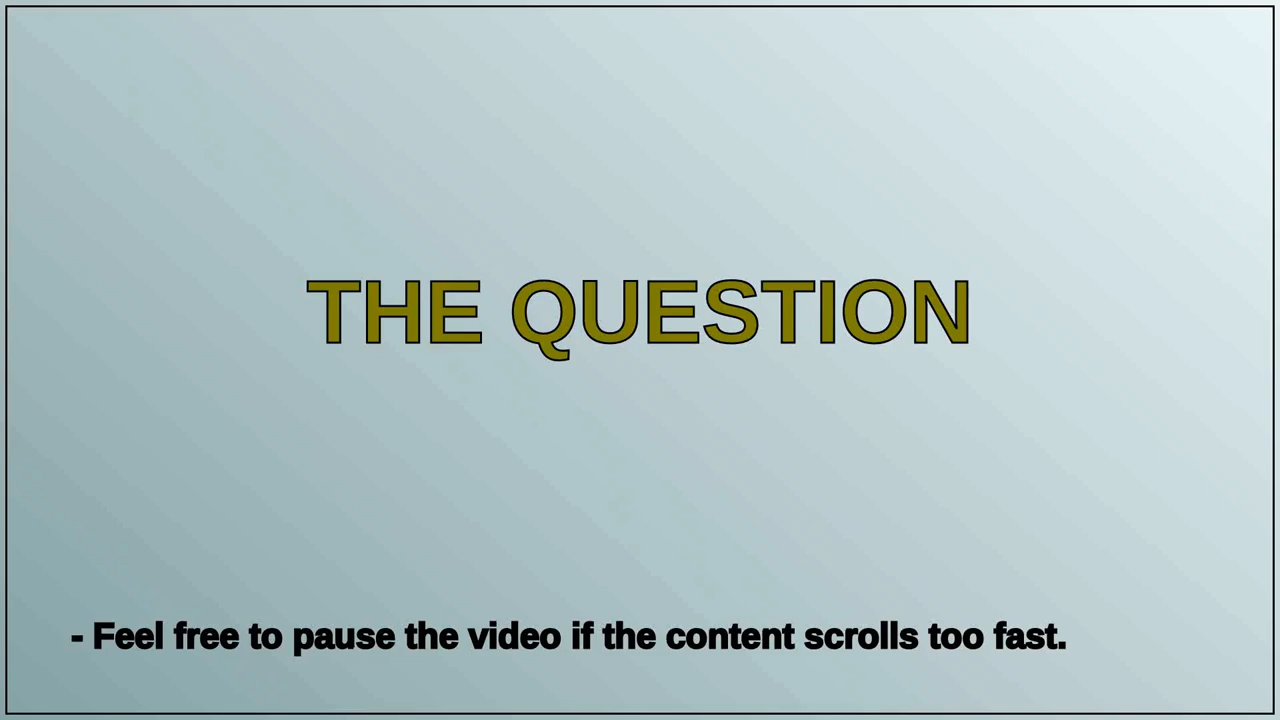 THE QUESTION
- Feel free to pause the video if the content scrolls too fast.